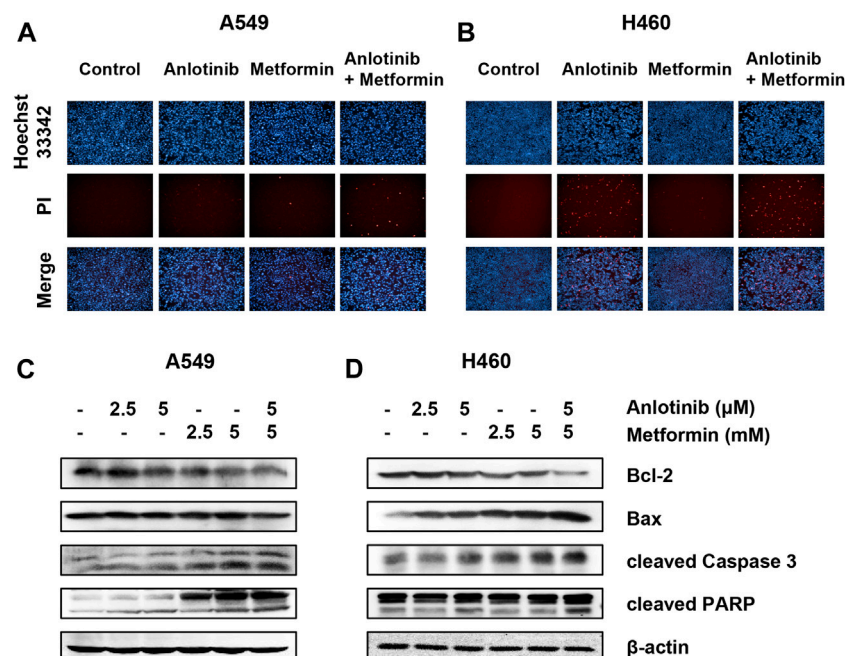 A
A549
Control Anlotinib Metformin Anlotinib + Metformin
Hoechst 33342
PI
Merge
B
H460
Control Anlotinib Metformin Anlotinib + Metformin
C
A549
- 2.5 5 - - 5
- - - 2.5 5 5
D
H460
- 2.5 5 - - 5 Anlotinib (μM)
- - - 2.5 5 5 Metformin (mM)
Bcl-2
Bax
cleaved Caspase 3
cleaved PARP
β-actin